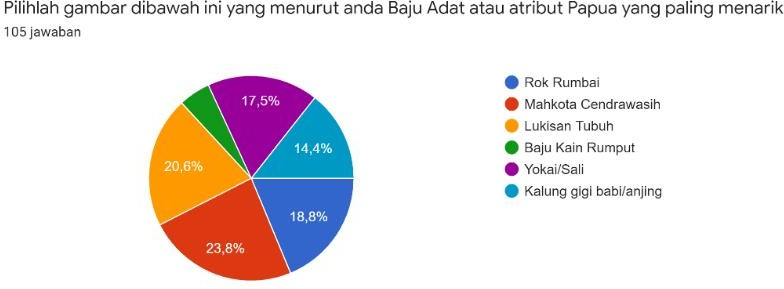 Pilihlah gambar dibawah ini yang menurut anda Baju Adat atau atribut Papua yang paling menarik
105 jawaban
Rok Rumbai
Mahkota Cendrawasih
Lukisan Tubuh
Baju Kain Rumput
Yokai/Sali
Kalung gigi babi/anjing
17,5%
14,4%
20,6%
18,8%
23,8%